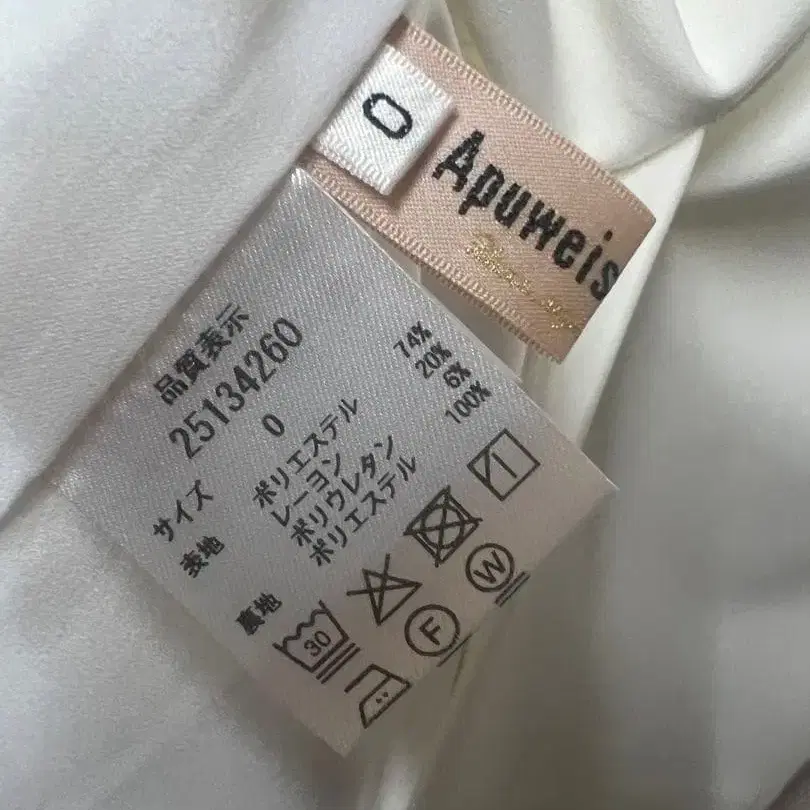 0
Apuweis
品質表示
25134260
サイズ 0
表地 ポリエステル 74%
レーヨン 20%
ポリウレタン 6%
裏地 ポリエステル 100%
30
F
W